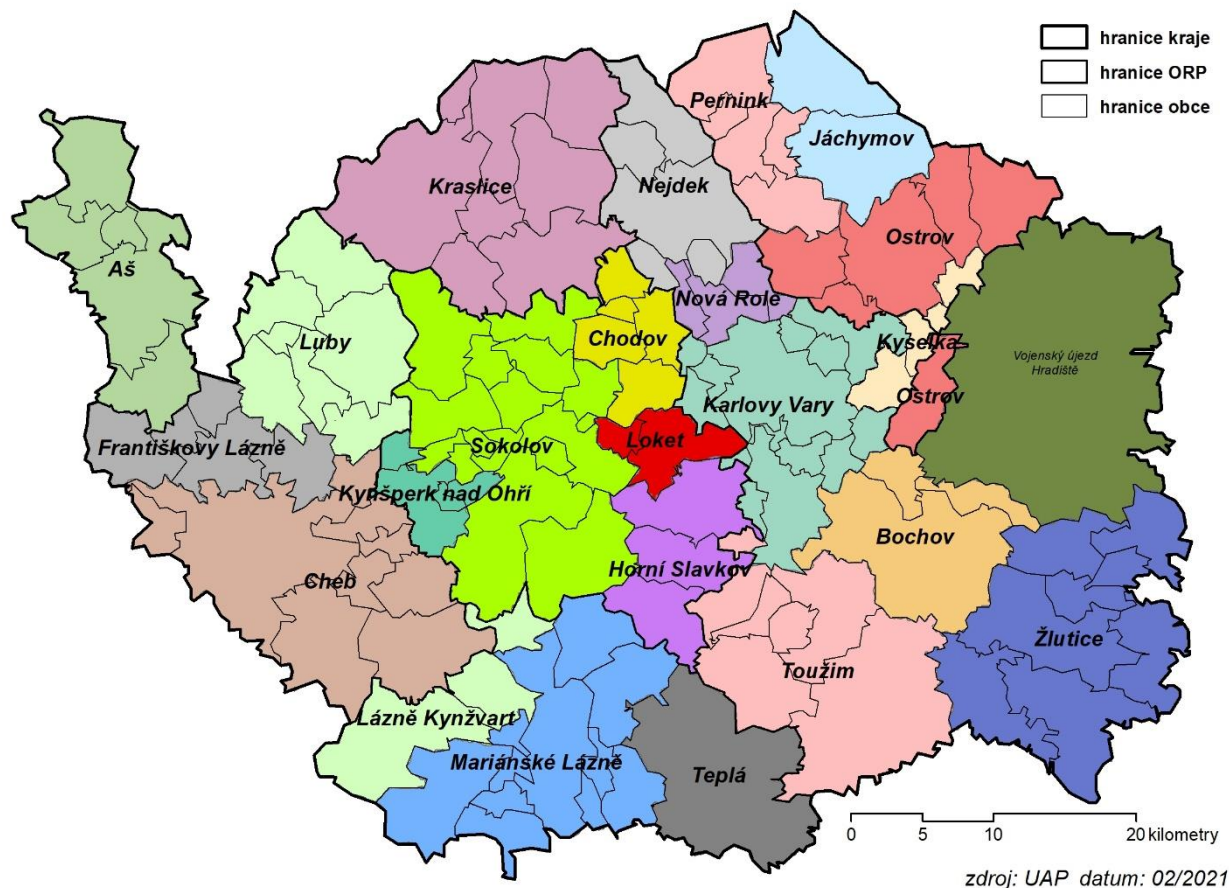 hranice kraje
hranice ORP
hranice obce
Perňink
Jáchymov
Nejdek
Kraslice
Ostrov
Aš
Nová Role
Luby
Chodov
Kyselka
Vojenský újezd
Hradiště
Ostrov
Karlovy Vary
Františkovy Lázně
Sokolov
Loket
Kynšperk nad Ohří
Bochov
Horní Slavkov
Cheb
Žlutice
Toužim
Lázně Kynžvart
Mariánské Lázně
Teplá
0 5 10 20 kilometry
zdroj: UAP datum: 02/2021